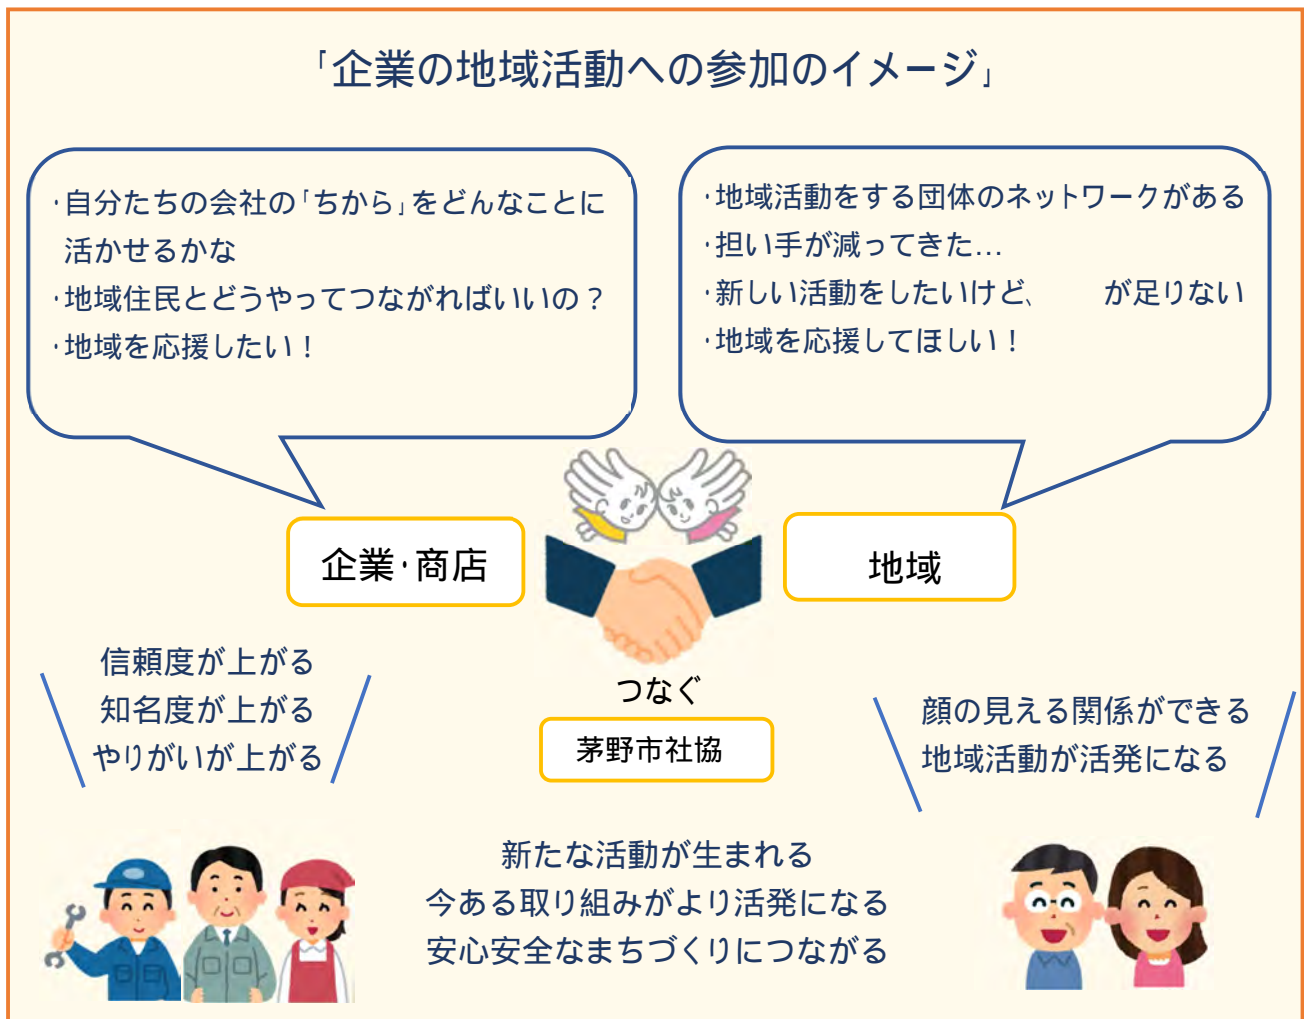 「企業の地域活動への参加のイメージ」
・自分たちの会社の「ちから」をどんなことに
活かせるかな
・地域住民とどうやってつながればいいの？
・地域を応援したい！
・地域活動をする団体のネットワークがある
・担い手が減ってきた…
・新しい活動をしたいけど、　　が足りない
・地域を応援してほしい！
企業・商店
地域
つなぐ
茅野市社協
信頼度が上がる
知名度が上がる
やりがいが上がる
顔の見える関係ができる
地域活動が活発になる
新たな活動が生まれる
今ある取り組みがより活発になる
安心安全なまちづくりにつながる